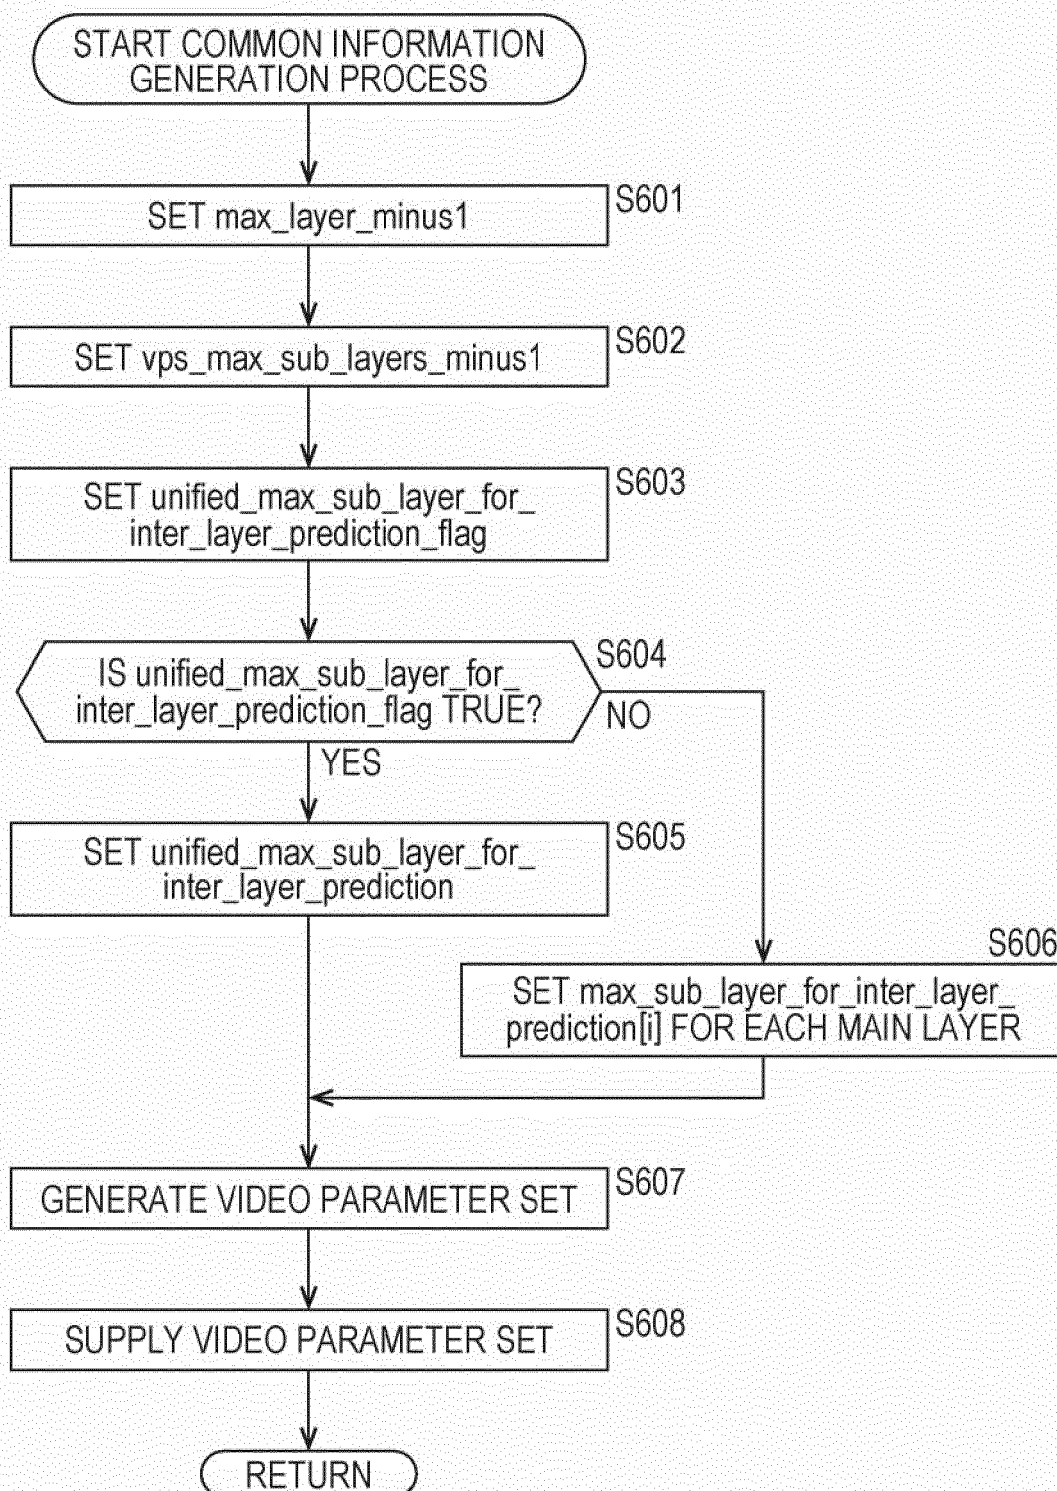 START COMMON INFORMATION
GENERATION PROCESS
SET max_layer_minus1
S601
SET vps_max_sub_layers_minus1
S602
SET unified_max_sub_layer_for_
inter_layer_prediction_flag
S603
IS unified_max_sub_layer_for_
inter_layer_prediction_flag TRUE?
S604
NO
YES
SET unified_max_sub_layer_for_
inter_layer_prediction
S605
S606
SET max_sub_layer_for_inter_layer_
prediction[i] FOR EACH MAIN LAYER
GENERATE VIDEO PARAMETER SET
S607
SUPPLY VIDEO PARAMETER SET
S608
RETURN